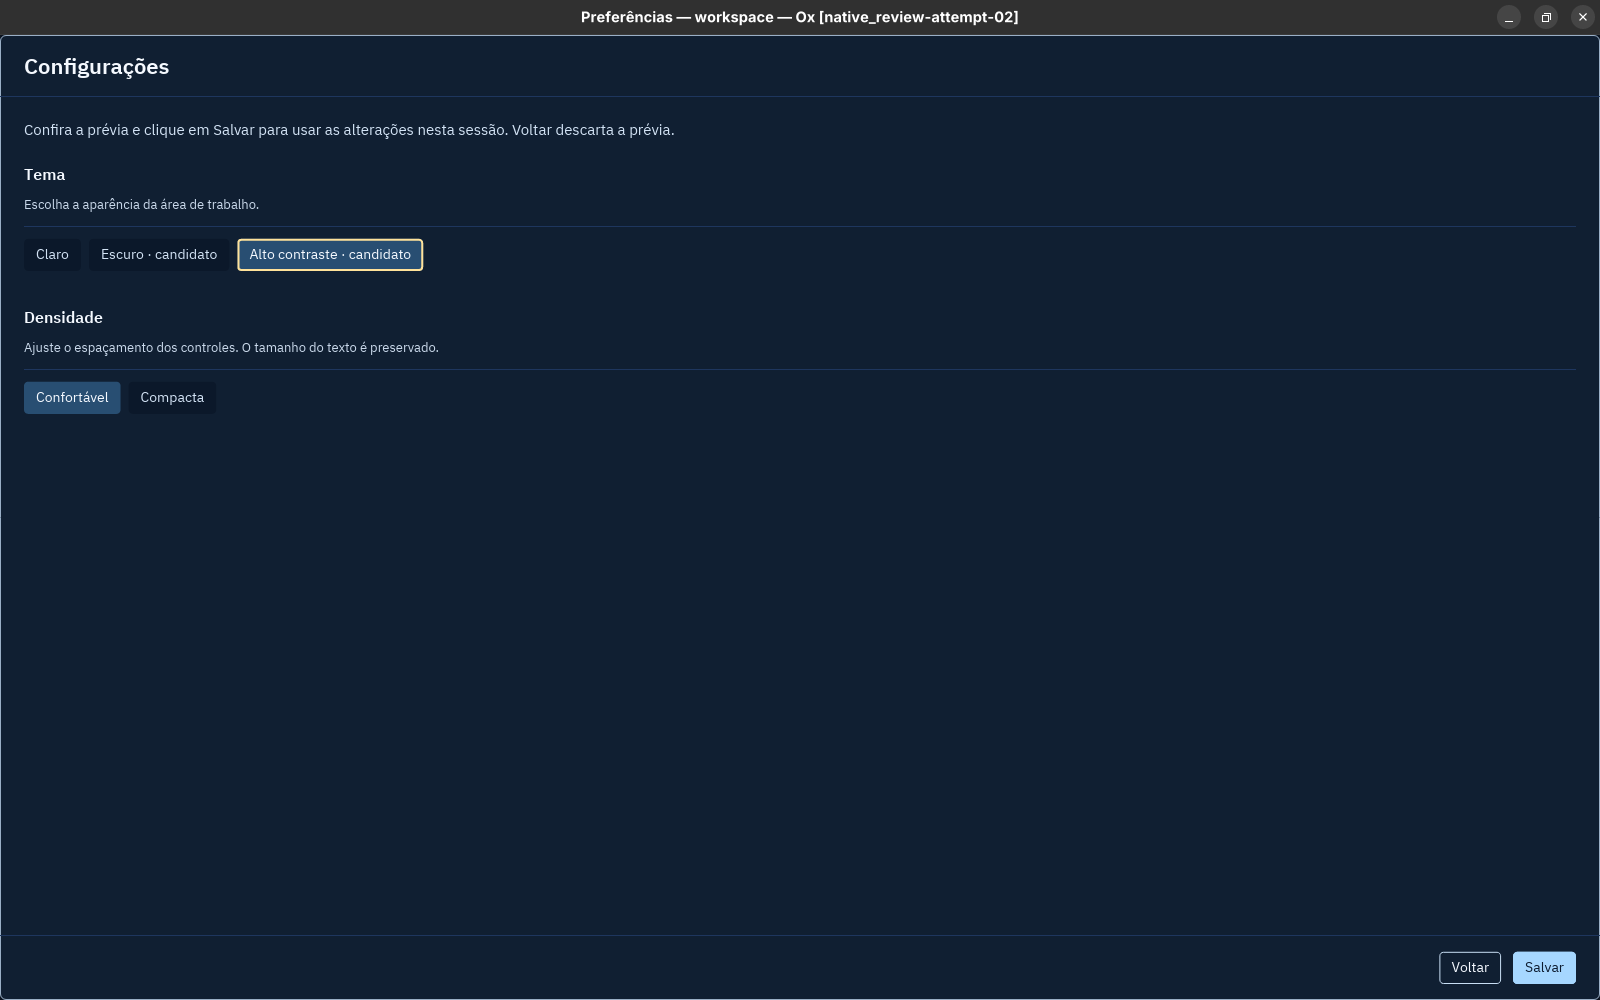 Preferências — workspace — Ox [native_review-attempt-02]
Configurações
Confira a prévia e clique em Salvar para usar as alterações nesta sessão. Voltar descarta a prévia.
Tema
Escolha a aparência da área de trabalho.
Claro
Escuro · candidato
Alto contraste · candidato
Densidade
Ajuste o espaçamento dos controles. O tamanho do texto é preservado.
Confortável
Compacta
Voltar
Salvar